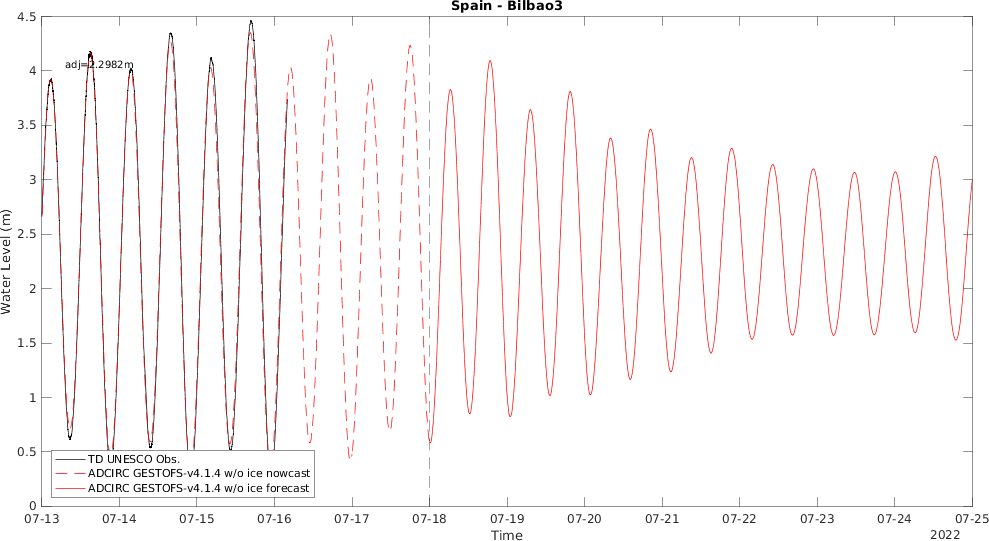 Spain - Bilbao3
adj=2.2982m
Water Level (m)
4.5
4
3.5
3
2.5
2
1.5
1
0.5
0
TD UNESCO Obs.
ADCIRC GESTOFS-v4.1.4 w/o ice nowcast
ADCIRC GESTOFS-v4.1.4 w/o ice forecast
07-13 07-14 07-15 07-16 07-17 07-18 07-19 07-20 07-21 07-22 07-23 07-24 07-25
Time
2022